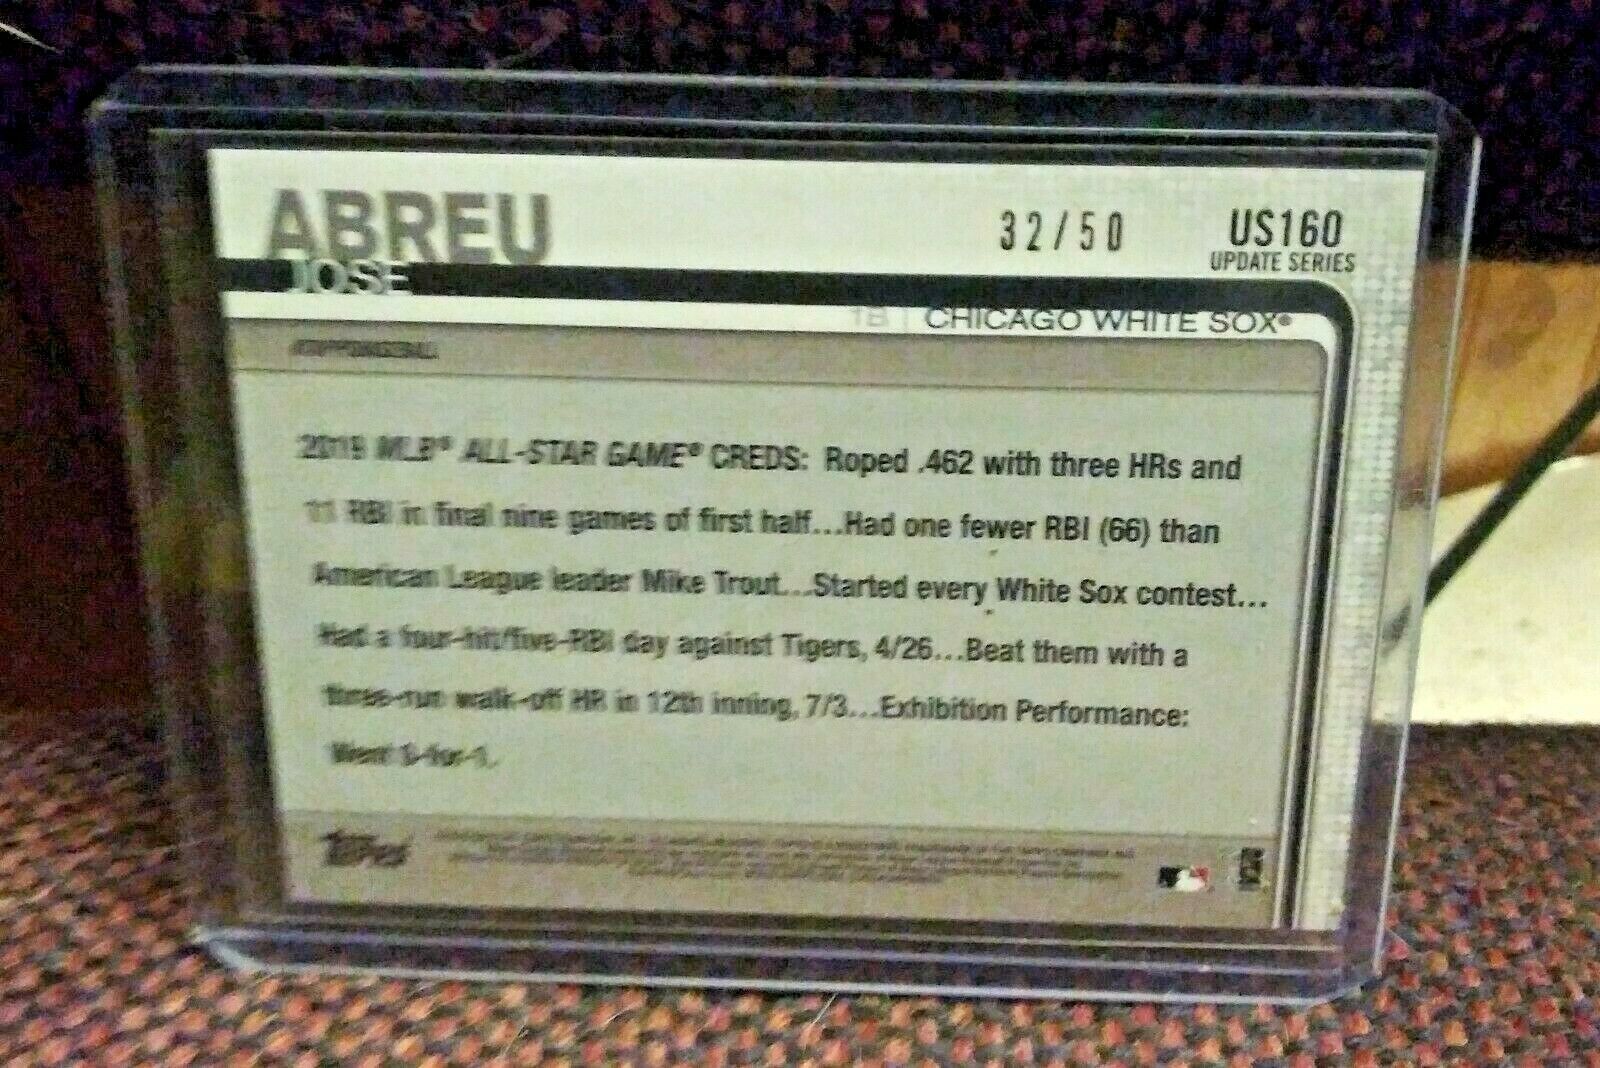 ABREU
JOSE
32/50
US160
UPDATE SERIES
1B | CHICAGO WHITE SOX®
2019 MLB® ALL-STAR GAME® CREDS: Roped .462 with three HRs and
11 RBI in final nine games of first half...Had one fewer RBI (66) than
American League leader Mike Trout...Started every White Sox contest...
Had a four-hit/five-RBI day against Tigers, 4/26...Beat them with a
three-run walk-off HR in 12th inning, 7/3...Exhibition Performance:
Went 0-for-1.
Topps